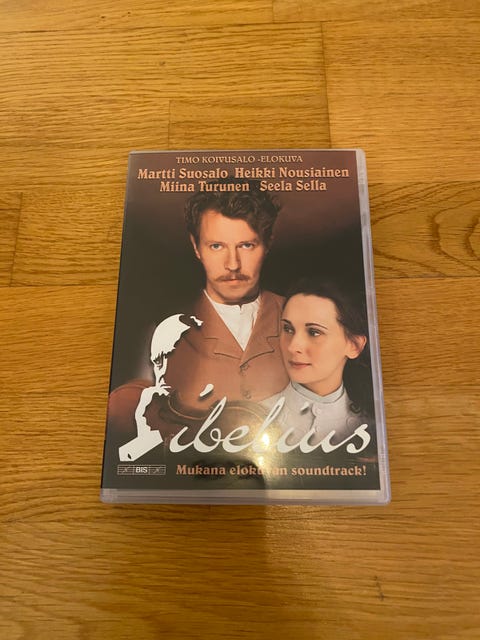 TIMO KOIVUSALO -ELOKUVA
Martti Suosalo Heikki Nousiainen
Miina Turunen Seela Sella
Sibelius
BIS
Mukana elokuvan soundtrack!